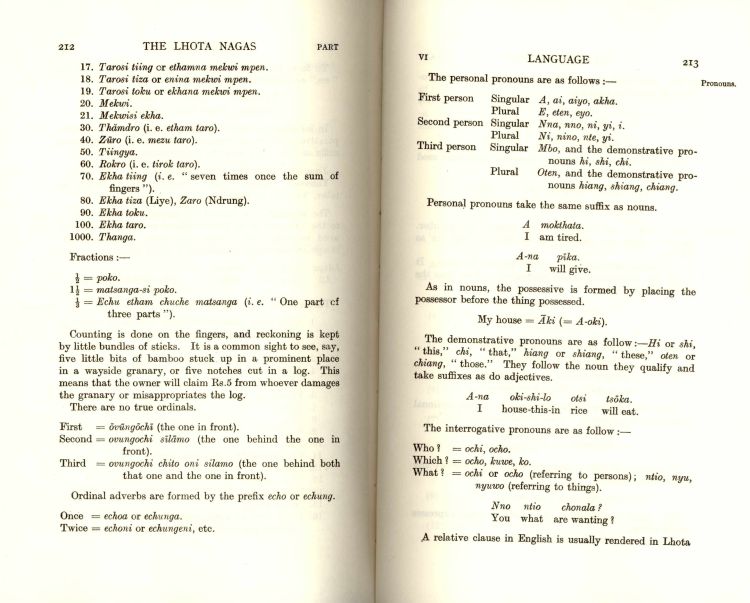 212 THE LHOTA NAGAS PART
17. Tarosi tiing or ethamna mekwi mpen.
18. Tarosi tiza or enina mekwi mpen.
19. Tarosi toku or ekhana mekwi mpen.
20. Mekwi.
21. Mekwisi ekha.
30. Thāmdro (i. e. etham taro).
40. Zūro (i. e. mezu taro).
50. Tiingya.
60. Rokro (i. e. tirok taro).
70. Ekha tiing (i. e. “ seven times once the sum of
fingers ”).
80. Ekha tiza (Liye), Zaro (Ndrung).
90. Ekha toku.
100. Ekha taro.
1000. Thanga.
Fractions :—
½ = poko.
1½ = matsanga-si poko.
⅓ = Echu etham chuche matsanga (i. e. “ One part of
three parts ”).
Counting is done on the fingers, and reckoning is kept
by little bundles of sticks. It is a common sight to see, say,
five little bits of bamboo stuck up in a prominent place
in a wayside granary, or five notches cut in a log. This
means that the owner will claim Rs.5 from whoever damages
the granary or misappropriates the log.
There are no true ordinals.
First = ŏvŭngŏchi (the one in front).
Second = ovungochi sīlāmo (the one behind the one in
front).
Third = ovungochi chito oni silamo (the one behind both
that one and the one in front).
Ordinal adverbs are formed by the prefix echo or echung.
Once = echoa or echunga.
Twice = echoni or echungeni, etc.
VI LANGUAGE 213
The personal pronouns are as follows :—
Pronouns.
First person Singular A, ai, aiyo, akha.
Plural E, eten, eyo.
Second person Singular Nna, nno, ni, yi, i.
Plural Ni, nino, nte, yi.
Third person Singular Mbo, and the demonstrative pro-
nouns hi, shi, chi.
Plural Oten, and the demonstrative pro-
nouns hiang, shiang, chiang.
Personal pronouns take the same suffix as nouns.
A mokthata.
I am tired.
A-na pīka.
I will give.
As in nouns, the possessive is formed by placing the
possessor before the thing possessed.
My house = Āki (= A-oki).
The demonstrative pronouns are as follow :—Hi or shi,
“ this,” chi, “ that,” hiang or shiang, “ these,” oten or
chiang, “ those.” They follow the noun they qualify and
take suffixes as do adjectives.
A-na oki-shi-lo otsi tsōka.
I house-this-in rice will eat.
The interrogative pronouns are as follow :—
Who ? = ochi, ocho.
Which ? = ocho, kuwe, ko.
What ? = ochi or ocho (referring to persons) ; ntio, nyu,
nyuwo (referring to things).
Nno ntio chonala ?
You what are wanting ?
A relative clause in English is usually rendered in Lhota